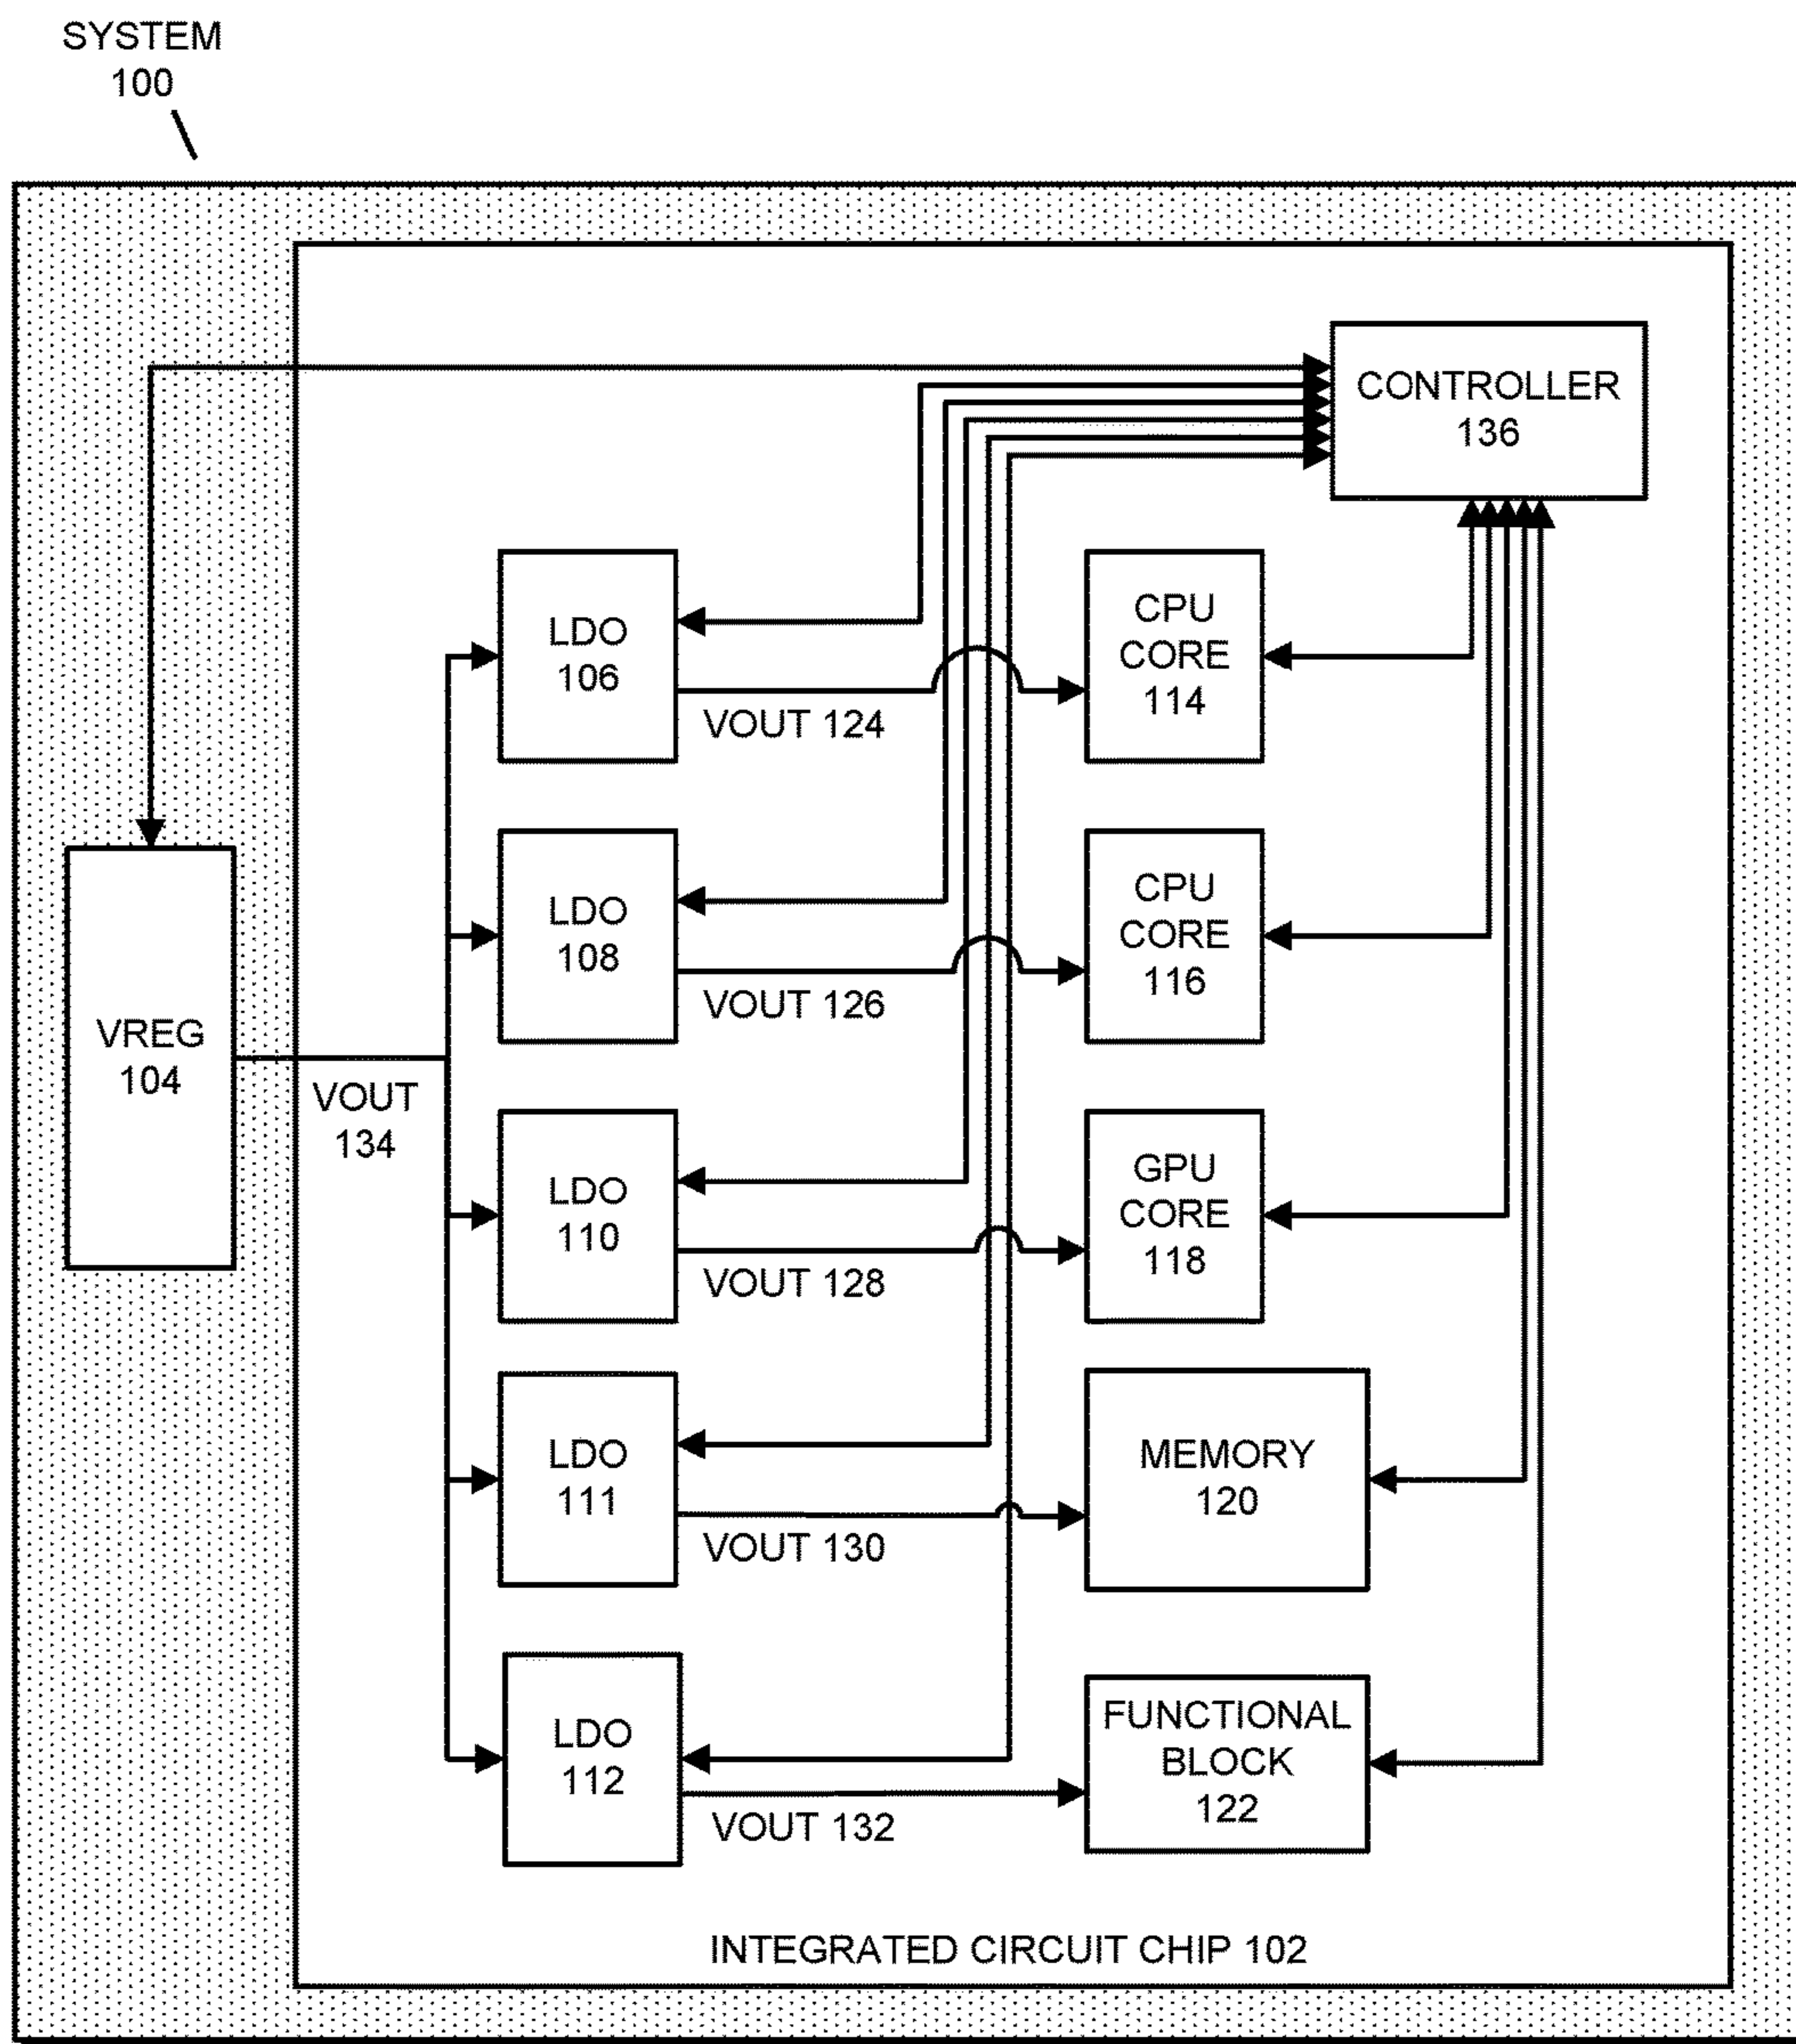 SYSTEM
100
CONTROLLER
136
LDO
106
CPU
CORE
114
VOUT 124
LDO
108
CPU
CORE
116
VOUT 126
VREG
104
VOUT
134
LDO
110
GPU
CORE
118
VOUT 128
LDO
111
MEMORY
120
VOUT 130
LDO
112
FUNCTIONAL
BLOCK
122
VOUT 132
INTEGRATED CIRCUIT CHIP 102